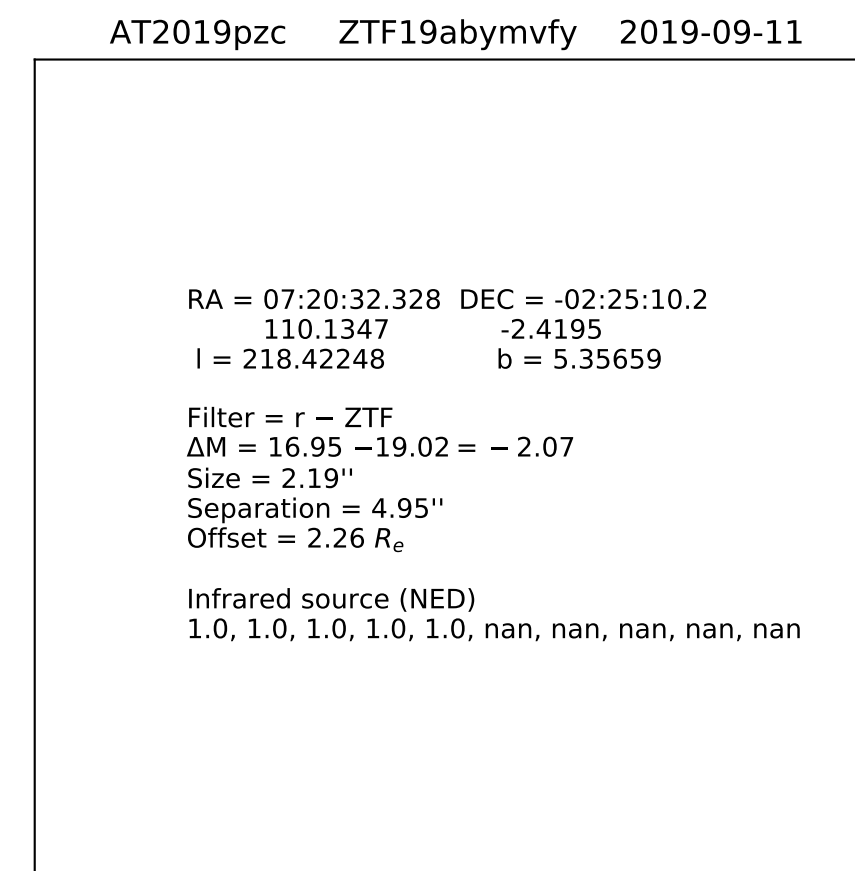 AT2019pzc ZTF19abymvfy 2019-09-11
RA = 07:20:32.328 DEC = -02:25:10.2
110.1347 -2.4195
l = 218.42248 b = 5.35659
Filter = r − ZTF
ΔM = 16.95 −19.02 = − 2.07
Size = 2.19''
Separation = 4.95''
Offset = 2.26 Rₑ
Infrared source (NED)
1.0, 1.0, 1.0, 1.0, 1.0, nan, nan, nan, nan, nan